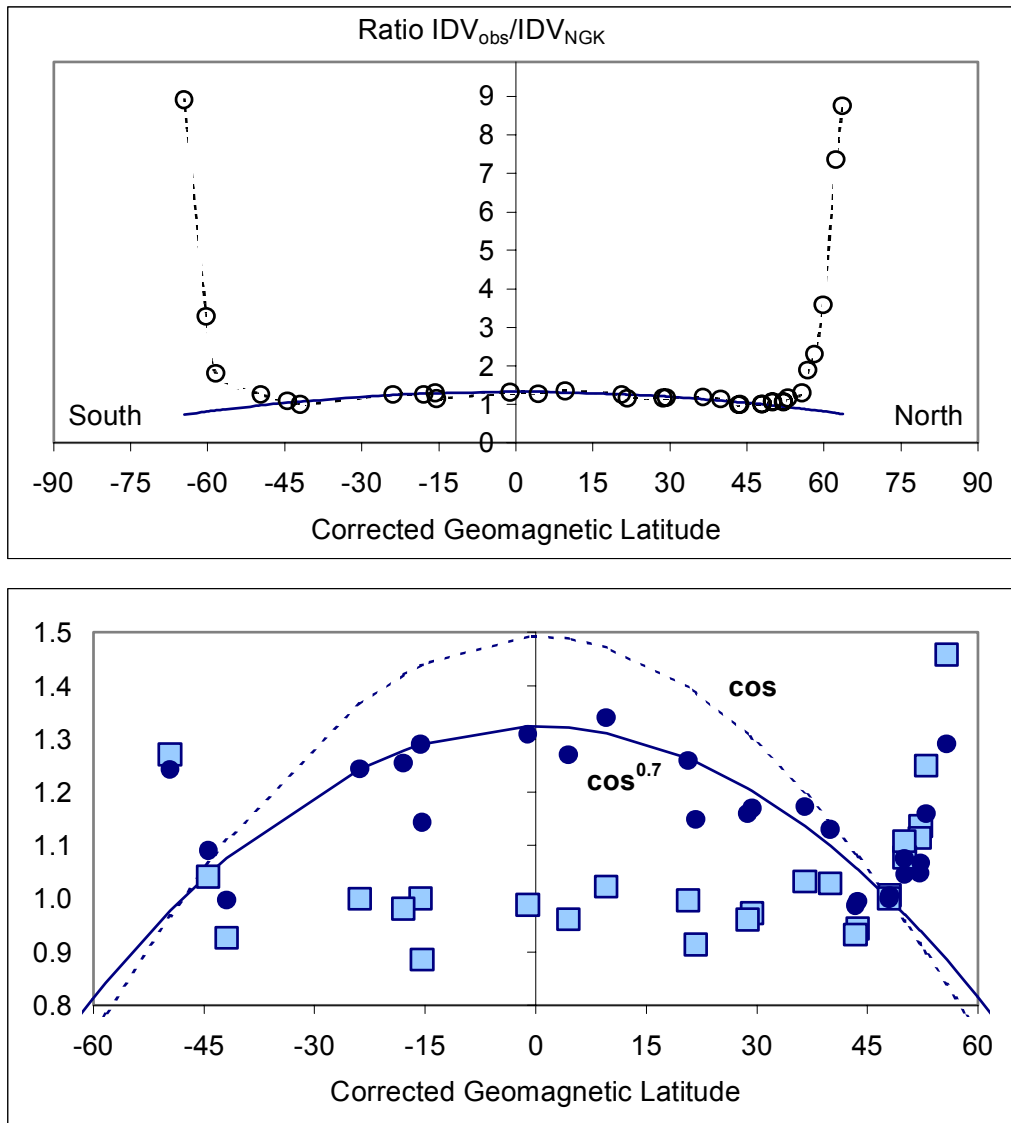 Ratio IDVobs/IDVNGK
9
8
7
6
5
4
3
2
1
0
South
North
-90 -75 -60 -45 -30 -15 0 15 30 45 60 75 90
Corrected Geomagnetic Latitude
1.5
1.4
1.3
1.2
1.1
1.0
0.9
0.8
cos
cos0.7
-60 -45 -30 -15 0 15 30 45 60
Corrected Geomagnetic Latitude